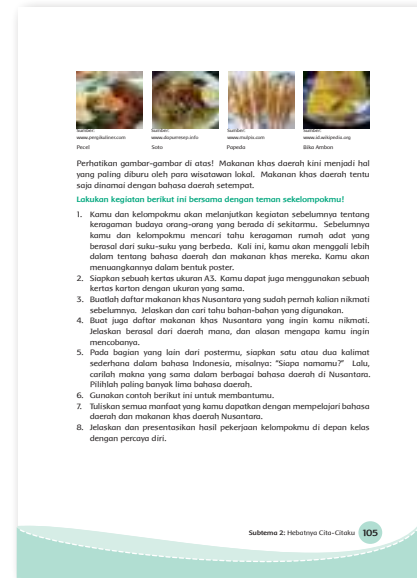 Sumber: Sumber: Sumber: Sumber:
www.pergikuliner.com www.dapurresep.info www.malpix.com www.id.wikipedia.org
Pecel Soto Papeda Bika Ambon
Perhatikan gambar-gambar di atas! Makanan khas daerah kini menjadi hal
yang paling diburu oleh para wisatawan lokal. Makanan khas daerah tentu
saja dinamai dengan bahasa daerah setempat.
Lakukan kegiatan berikut ini bersama dengan teman sekelompokmu!
1. Kamu dan kelompokmu akan melanjutkan kegiatan sebelumnya tentang
keragaman budaya orang-orang yang berada di sekitarmu. Sebelumnya
kamu dan kelompokmu mencari tahu keragaman rumah adat yang
berasal dari suku-suku yang berbeda. Kali ini, kamu akan menggali lebih
dalam tentang bahasa daerah dan makanan khas mereka. Kamu akan
menuangkannya dalam bentuk poster.
2. Siapkan sebuah kertas ukuran A3. Kamu dapat juga menggunakan sebuah
kertas karton dengan ukuran yang sama.
3. Buatlah daftar makanan khas Nusantara yang sudah pernah kalian nikmati
sebelumnya. Jelaskan dan cari tahu bahan-bahan yang digunakan.
4. Buat juga daftar makanan khas Nusantara yang ingin kamu nikmati.
Jelaskan berasal dari daerah mana, dan alasan mengapa kamu ingin
mencobanya.
5. Pada bagian yang lain dari postermu, siapkan satu atau dua kalimat
sederhana dalam bahasa Indonesia, misalnya: “Siapa namamu?” Lalu,
carilah makna yang sama dalam berbagai bahasa daerah di Nusantara.
Pilihlah paling banyak lima bahasa daerah.
6. Gunakan contoh berikut ini untuk membantumu.
7. Tuliskan semua manfaat yang kamu dapatkan dengan mempelajari bahasa
daerah dan makanan khas daerah Nusantara.
8. Jelaskan dan presentasikan hasil pekerjaan kelompokmu di depan kelas
dengan percaya diri.
Subtema 2: Hebatnya Cita-Citaku 105